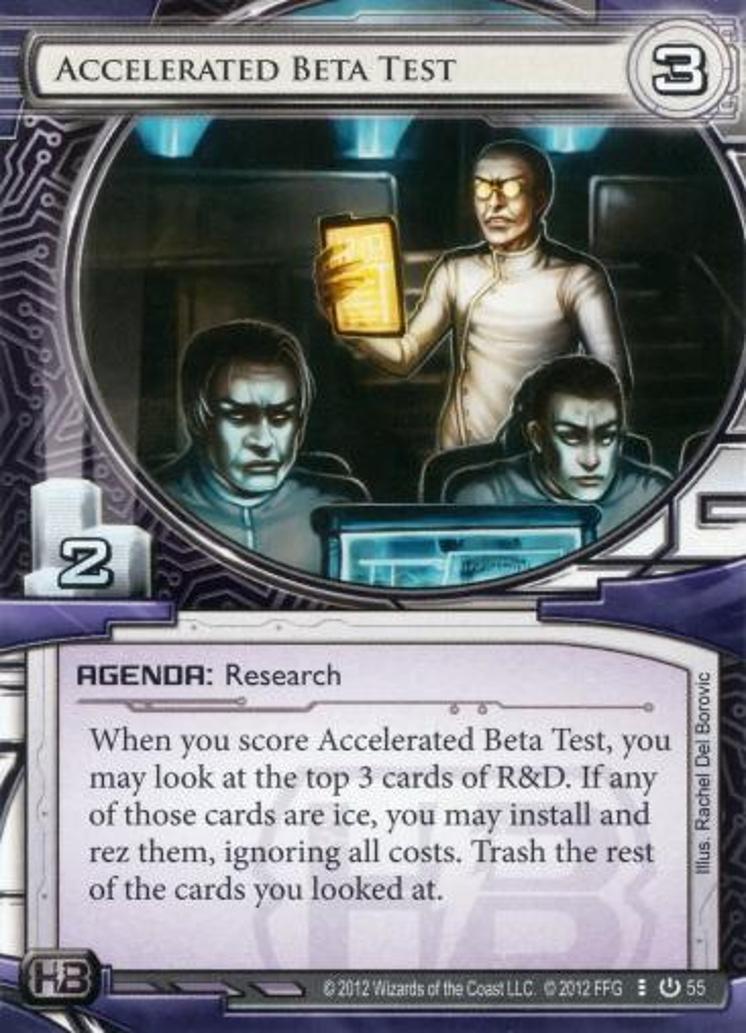 Accelerated Beta Test
3
2
AGENDA: Research
When you score Accelerated Beta Test, you
may look at the top 3 cards of R&D. If any
of those cards are ice, you may install and
rez them, ignoring all costs. Trash the rest
of the cards you looked at.
Illus. Rachel Del Borovic
HB
© 2012 Wizards of the Coast LLC. © 2012 FFG 55